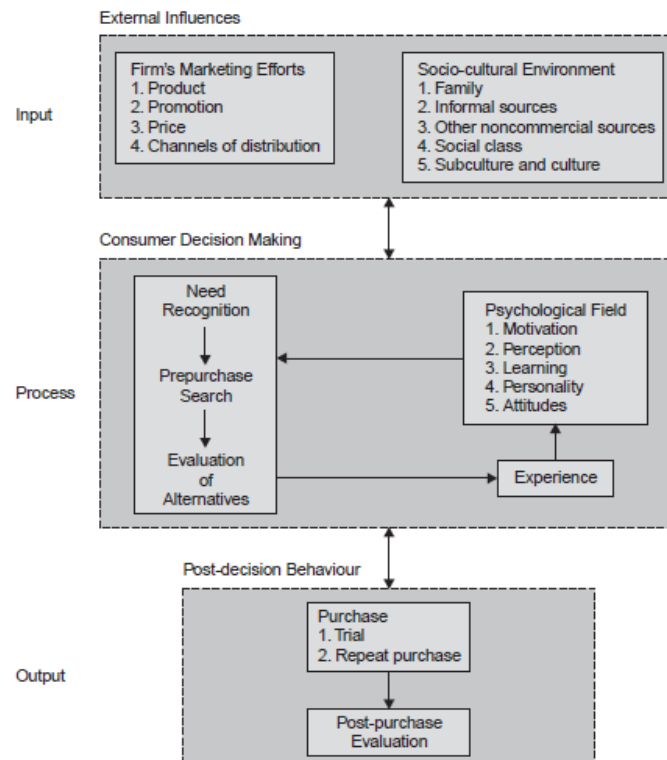 External Influences
Input
Firm's Marketing Efforts
1. Product
2. Promotion
3. Price
4. Channels of distribution
Socio-cultural Environment
1. Family
2. Informal sources
3. Other noncommercial sources
4. Social class
5. Subculture and culture
Consumer Decision Making
Process
Need
Recognition
Prepurchase
Search
Evaluation
of
Alternatives
Psychological Field
1. Motivation
2. Perception
3. Learning
4. Personality
5. Attitudes
Experience
Post-decision Behaviour
Output
Purchase
1. Trial
2. Repeat purchase
Post-purchase
Evaluation